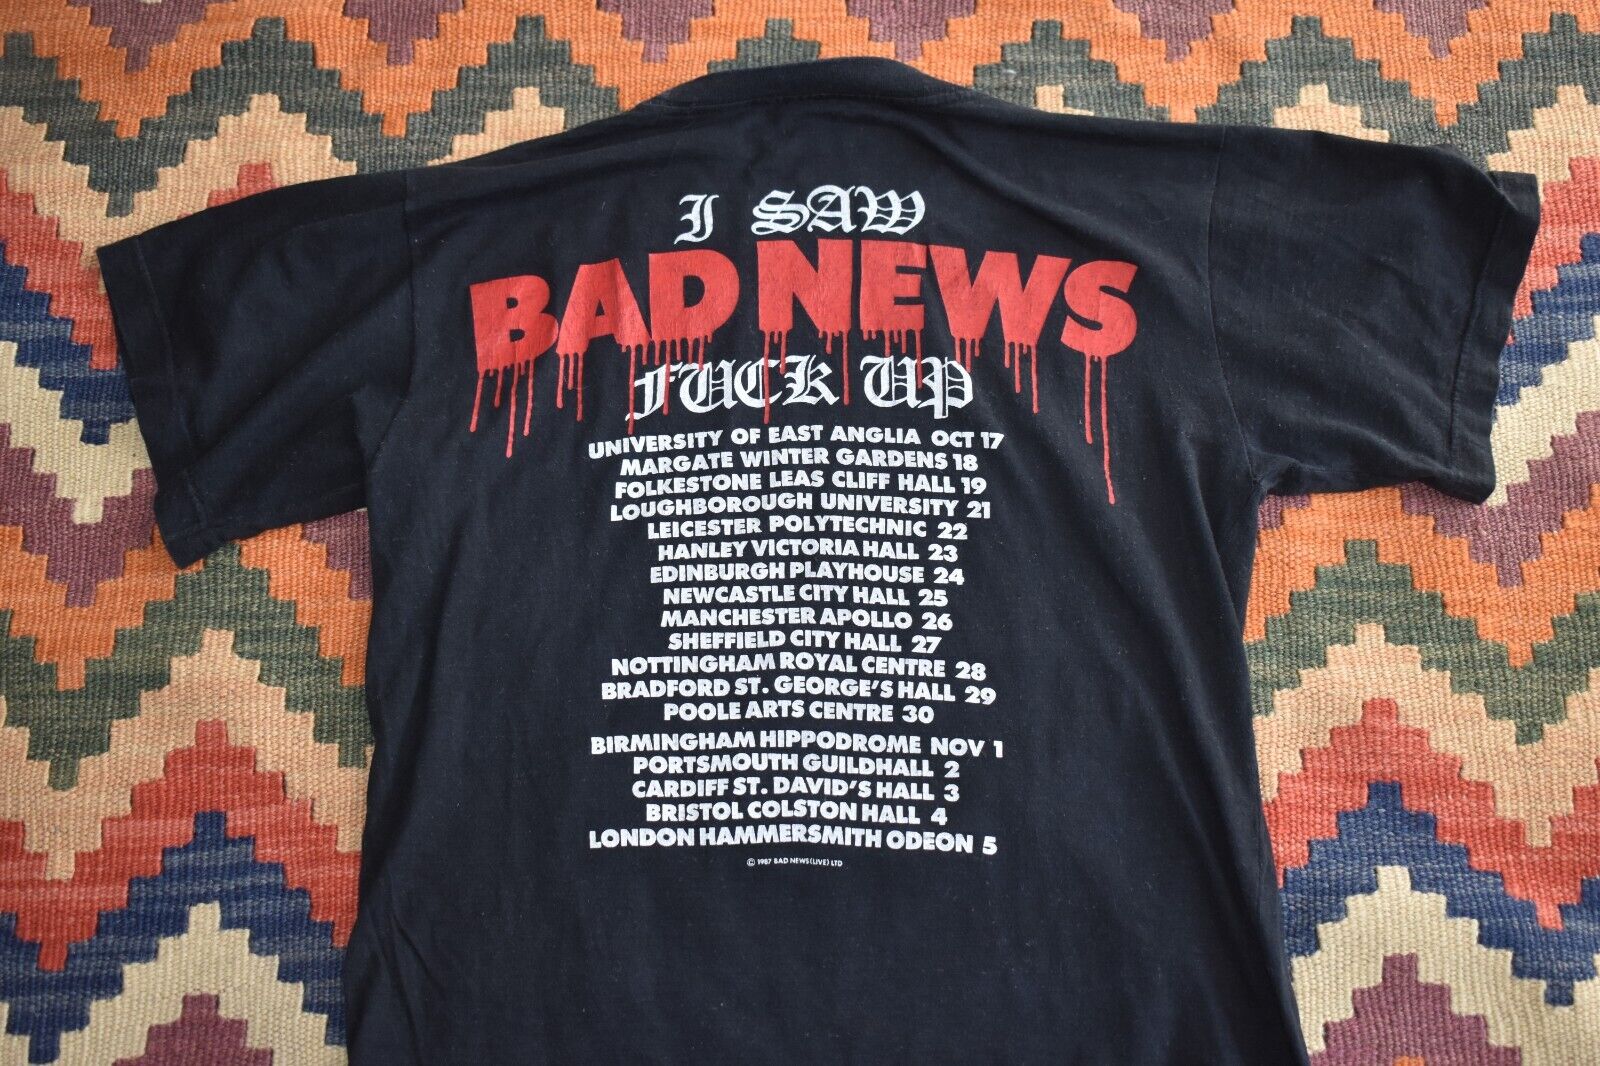 I SAW
BAD NEWS
FUCK UP
UNIVERSITY OF EAST ANGLIA OCT 17
MARGATE WINTER GARDENS 18
FOLKESTONE LEAS CLIFF HALL 19
LOUGHBOROUGH UNIVERSITY 21
LEICESTER POLYTECHNIC 22
HANLEY VICTORIA HALL 23
EDINBURGH PLAYHOUSE 24
NEWCASTLE CITY HALL 25
MANCHESTER APOLLO 26
SHEFFIELD CITY HALL 27
NOTTINGHAM ROYAL CENTRE 28
BRADFORD ST. GEORGE'S HALL 29
POOLE ARTS CENTRE 30
BIRMINGHAM HIPPODROME NOV 1
PORTSMOUTH GUILDHALL 2
CARDIFF ST. DAVID'S HALL 3
BRISTOL COLSTON HALL 4
LONDON HAMMERSMITH ODEON 5
© 1987 BAD NEWS (LIVE) LTD